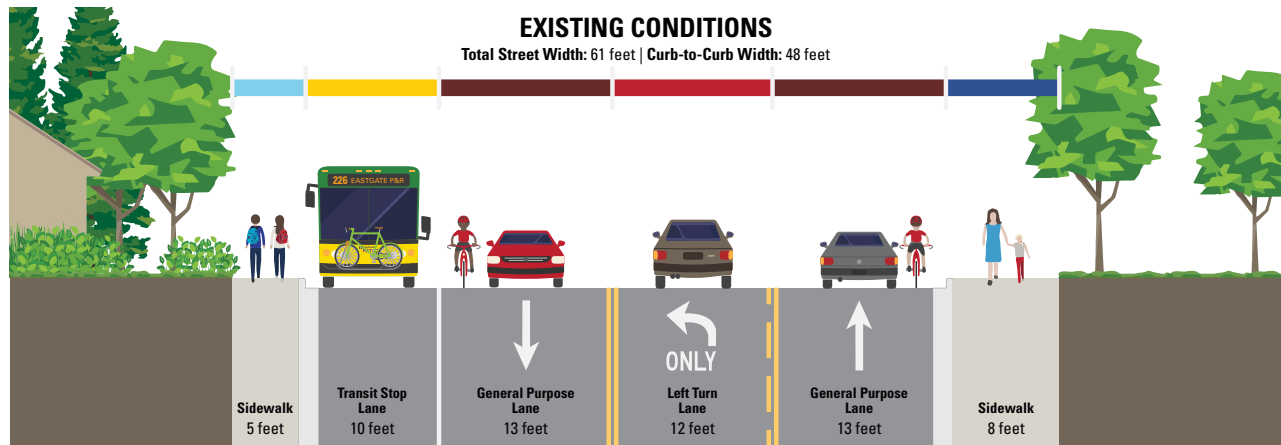 EXISTING CONDITIONS
Total Street Width: 61 feet | Curb-to-Curb Width: 48 feet
226 EASTGATE P&R
ONLY
Sidewalk
5 feet
Transit Stop
Lane
10 feet
General Purpose
Lane
13 feet
Left Turn
Lane
12 feet
General Purpose
Lane
13 feet
Sidewalk
8 feet